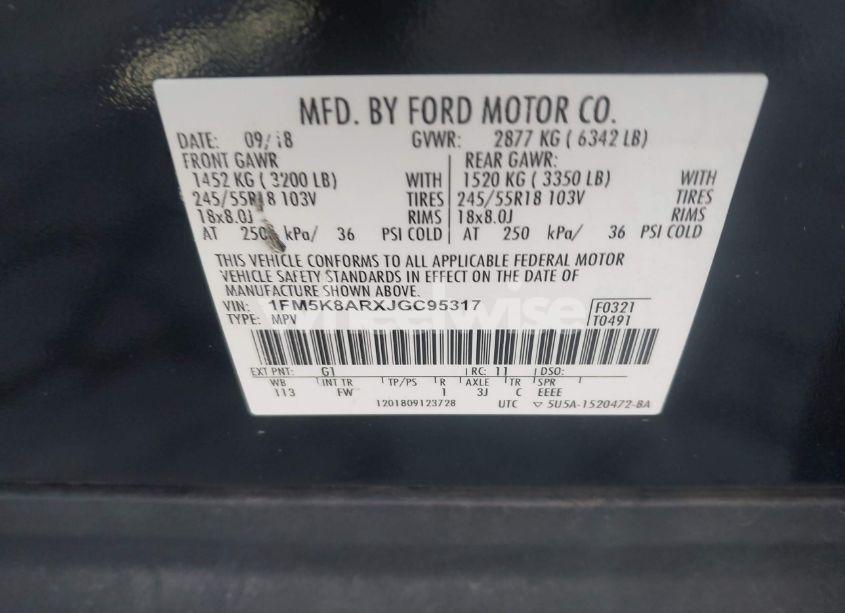 MFD. BY FORD MOTOR CO.
DATE: 09/18 GVWR: 2877 KG ( 6342 LB)
FRONT GAWR REAR GAWR:
1452 KG ( 3200 LB) WITH 1520 KG ( 3350 LB) WITH
245/55R18 103V TIRES 245/55R18 103V TIRES
18x8.0J RIMS 18x8.0J RIMS
AT 250 kPa/ 36 PSI COLD AT 250 kPa/ 36 PSI COLD
THIS VEHICLE CONFORMS TO ALL APPLICABLE FEDERAL MOTOR
VEHICLE SAFETY STANDARDS IN EFFECT ON THE DATE OF
MANUFACTURE SHOWN ABOVE.
VIN: 1FM5K8ARXJGC95317 F0321
TYPE: MPV T0491
wheelwise
EXT PNT: G1 RC: 11 DSO:
WB INT TR TP/PS R AXLE TR SPR
113 FW 1 3J C EEEE
1201809123728 UTC ▽ 5U5A-1520472-BA